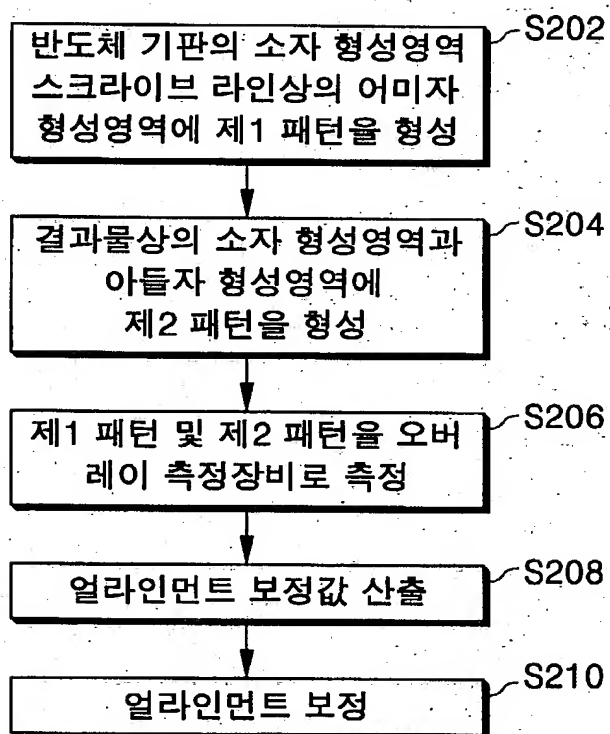 반도체 기판의 소자 형성영역
스크라이브 라인상의 어미자
형성영역에 제1 패턴을 형성
S202
결과물상의 소자 형성영역과
아들자 형성영역에
제2 패턴을 형성
S204
제1 패턴 및 제2 패턴을 오버
레이 측정장비로 측정
S206
얼라인먼트 보정값 산출
S208
얼라인먼트 보정
S210